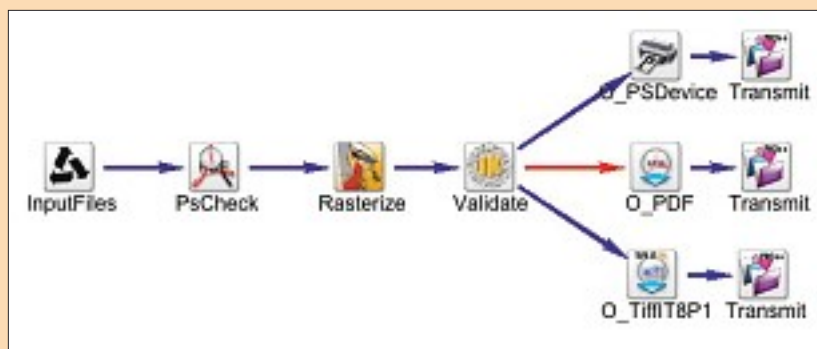 O_PSDevice Transmit
InputFiles PsCheck Rasterize Validate O_PDF Transmit
O_TiffIT8P1 Transmit